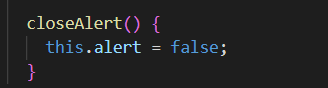 closeAlert() {
this.alert = false;
}